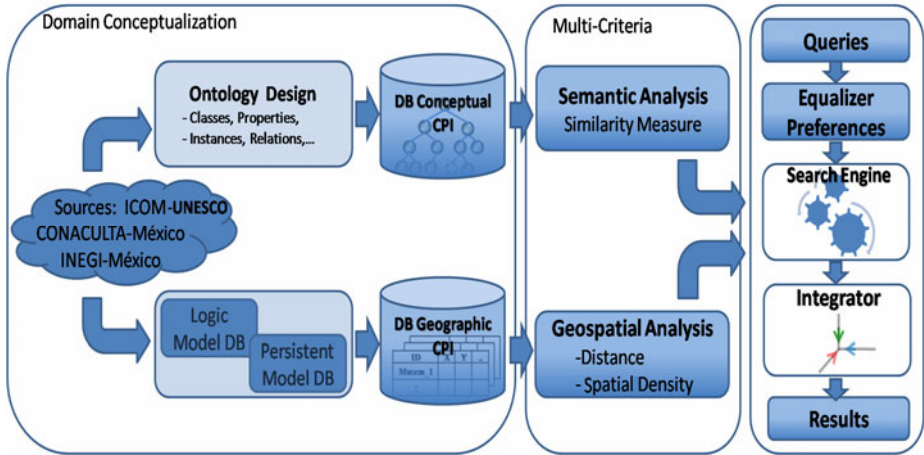 Domain Conceptualization
Ontology Design
- Classes, Properties,
- Instances, Relations,...
DB Conceptual
CPI
Sources: ICOM-UNESCO
CONACULTA-México
INEGI-México
Logic
Model DB
Persistent
Model DB
DB Geographic
CPI
ID X Y
Museum_1
Multi-Criteria
Semantic Analysis
Similarity Measure
Geospatial Analysis
-Distance
- Spatial Density
Queries
Equalizer
Preferences
Search Engine
Integrator
Results